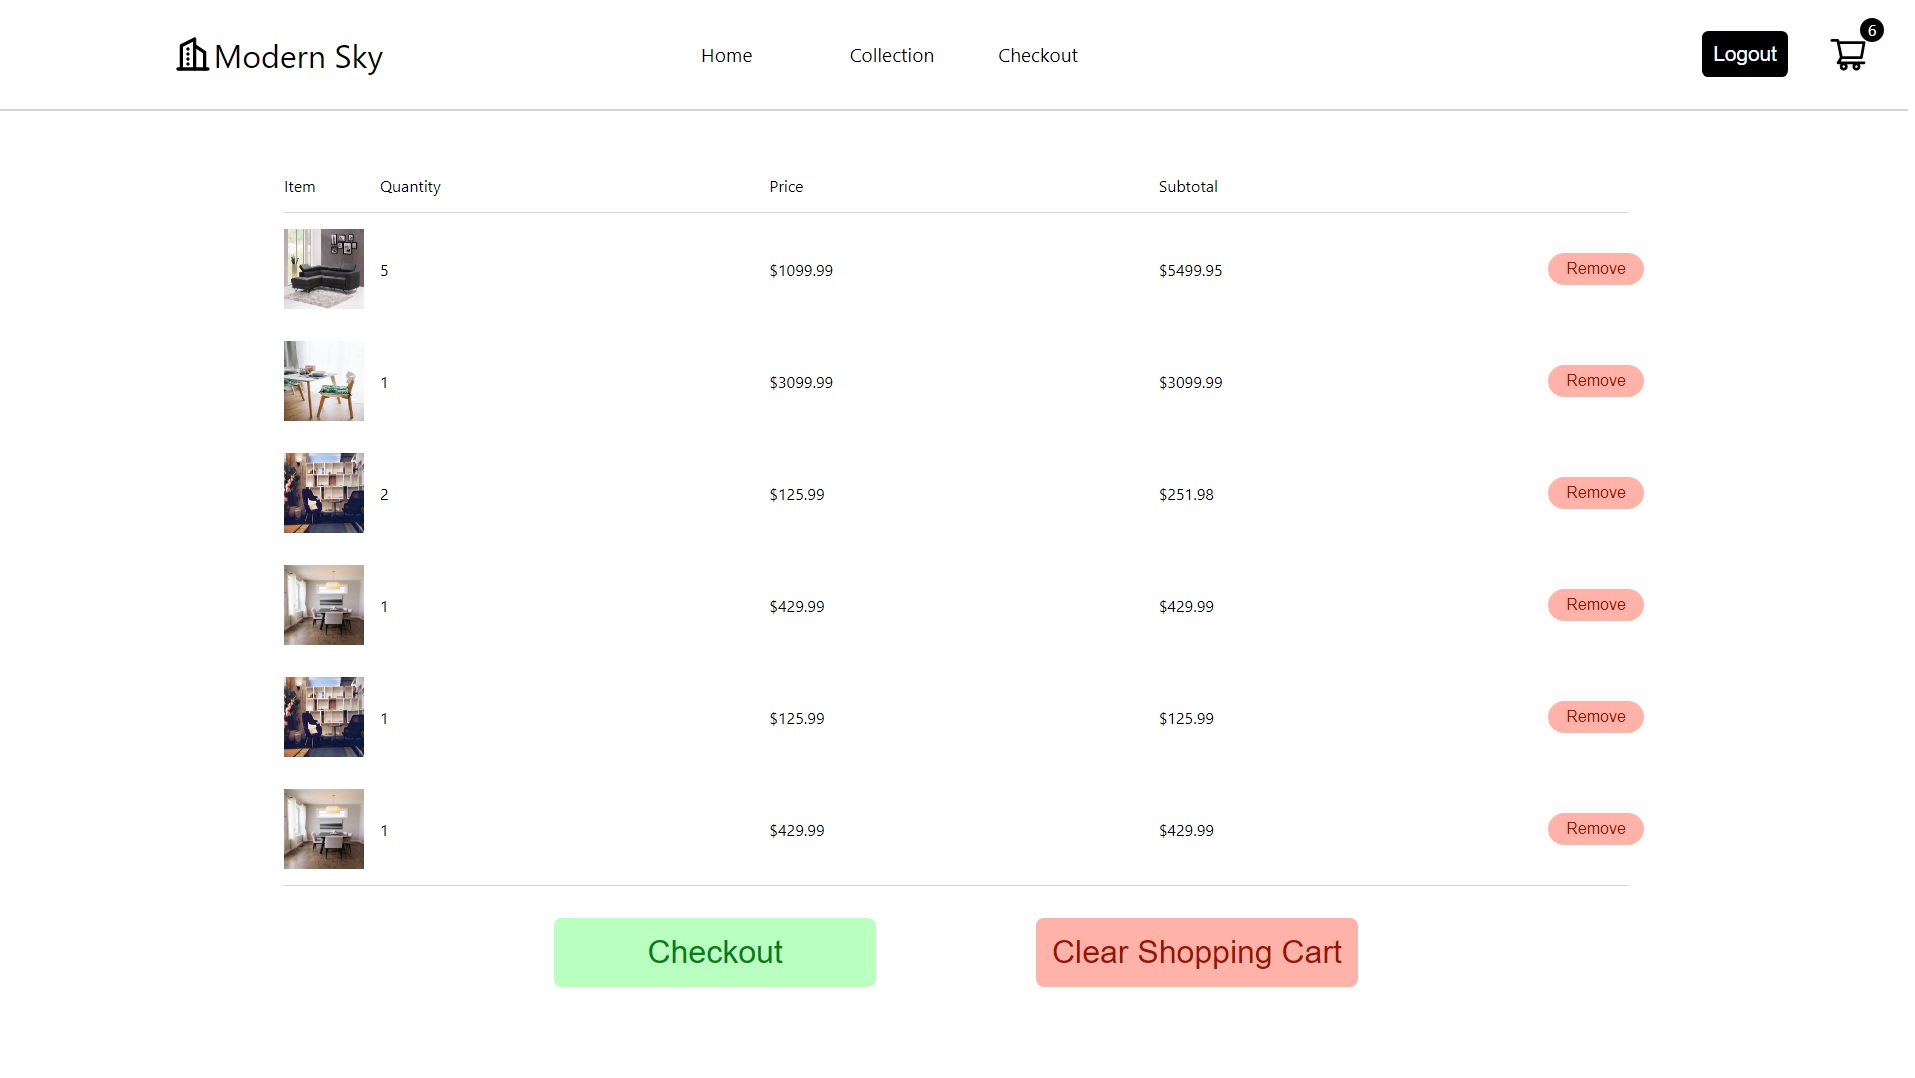 Modern Sky
Home
Collection
Checkout
Logout
6
Item Quantity Price Subtotal
5 $1099.99 $5499.95 Remove
1 $3099.99 $3099.99 Remove
2 $125.99 $251.98 Remove
1 $429.99 $429.99 Remove
1 $125.99 $125.99 Remove
1 $429.99 $429.99 Remove
Checkout
Clear Shopping Cart